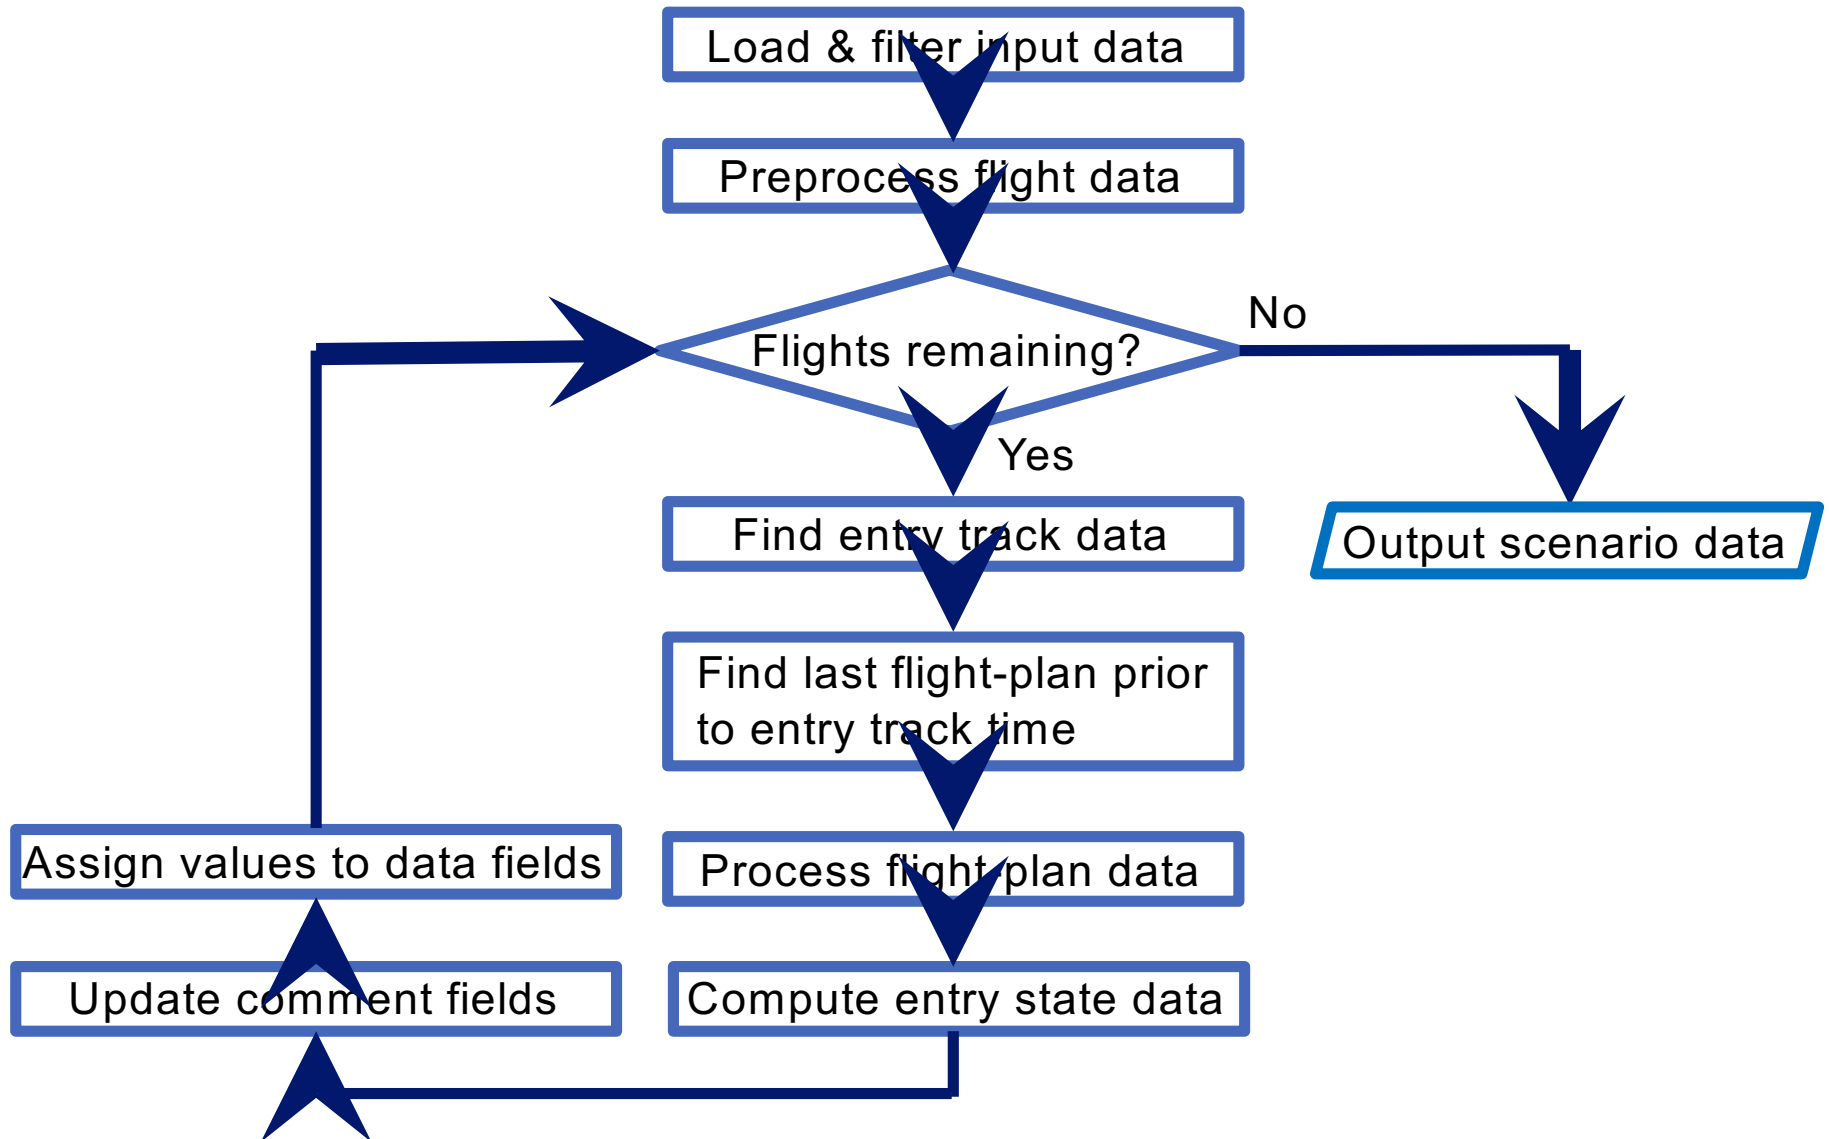 Load & filter input data
Preprocess flight data
Flights remaining?
No
Yes
Find entry track data
Output scenario data
Find last flight-plan prior
to entry track time
Process flight-plan data
Assign values to data fields
Update comment fields
Compute entry state data